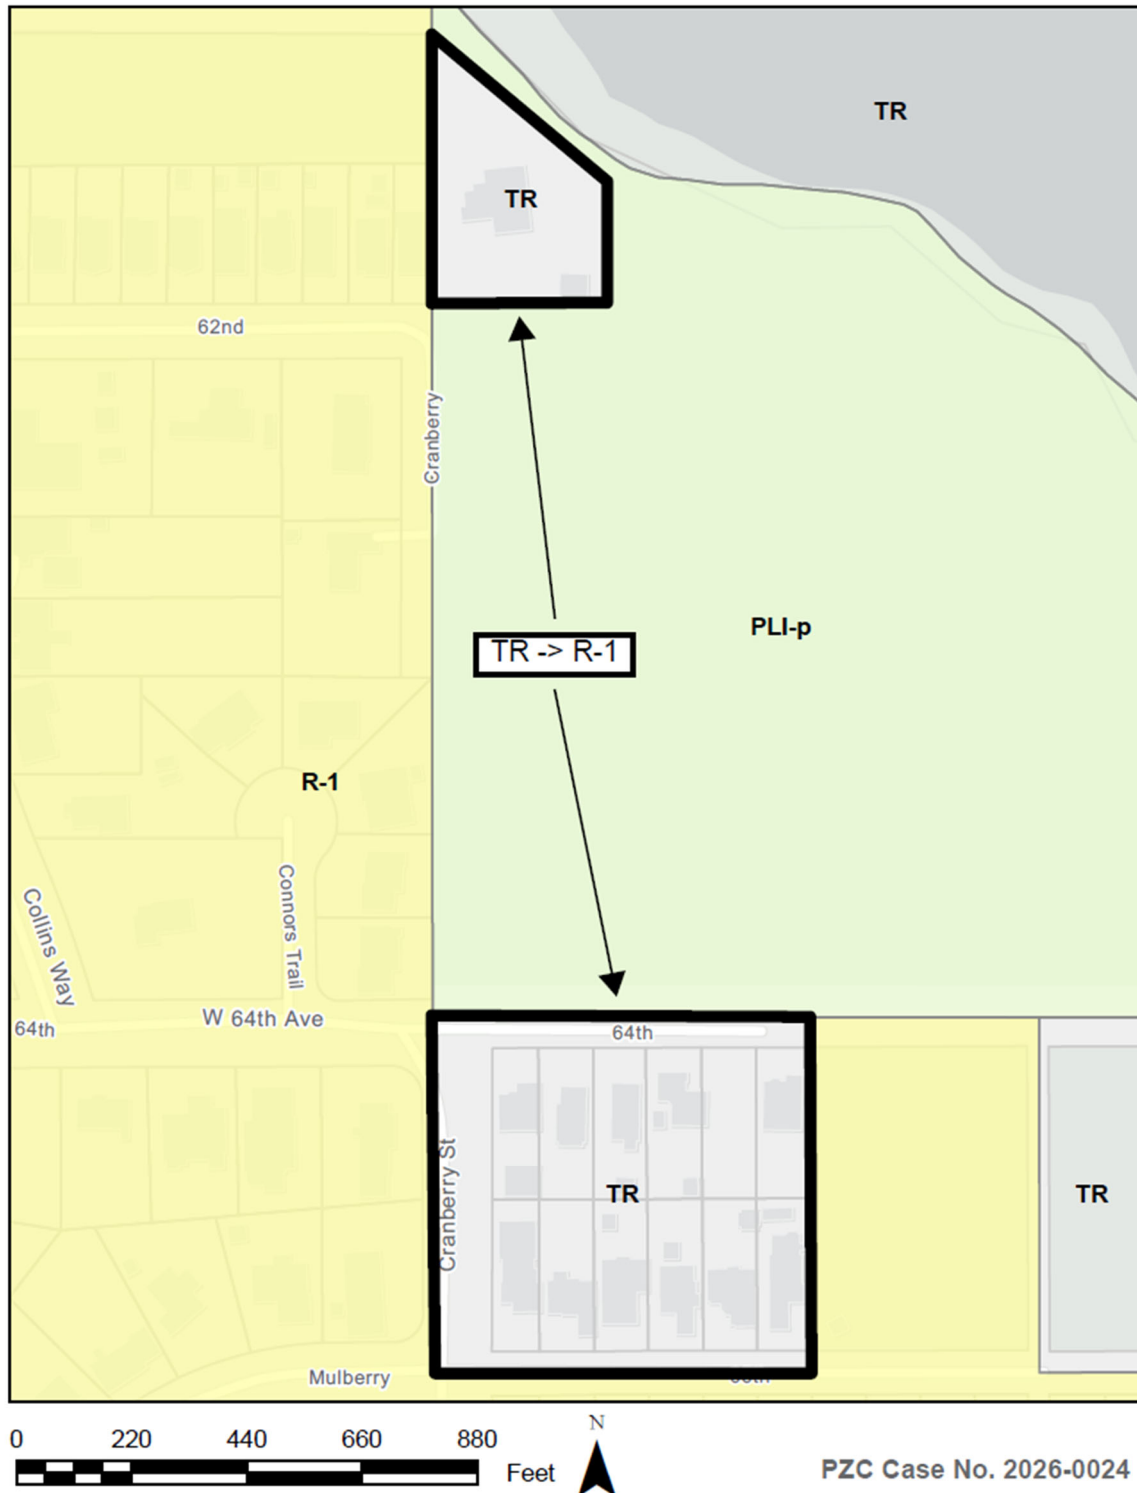 TR
TR
62nd
Cranberry
PLI-p
TR -> R-1
R-1
Connors Trail
Collins Way
W 64th Ave
64th
64th
Cranberry St
TR
TR
Mulberry
0 220 440 660 880
Feet
N
PZC Case No. 2026-0024